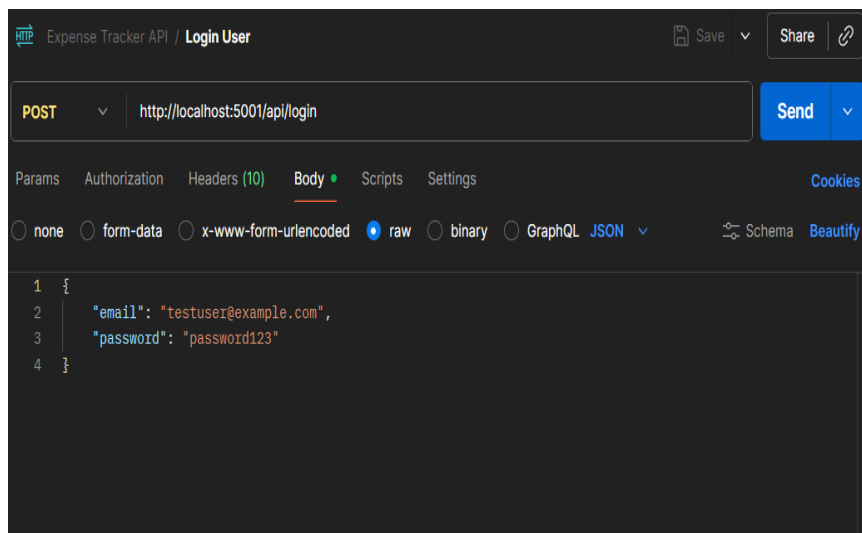 HTTP Expense Tracker API / Login User Save Share
POST http://localhost:5001/api/login Send
Params Authorization Headers (10) Body Scripts Settings Cookies
none form-data x-www-form-urlencoded raw binary GraphQL JSON Schema Beautify
1 {
2 "email": "testuser@example.com",
3 "password": "password123"
4 }